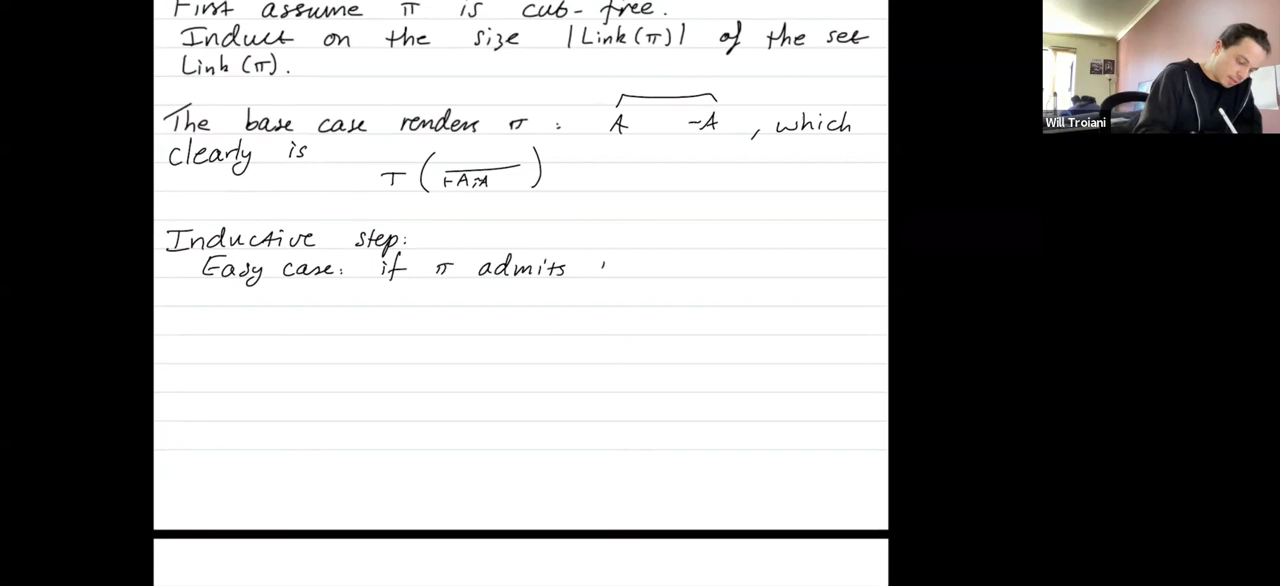 First assume π is cut-free.
Induct on the size |Link(π)| of the set
Link(π).
The base case renders π : A ¬A , which
clearly is
T ( ⊢A,¬A )
Inductive step:
Easy case: if π admits
Will Troiani